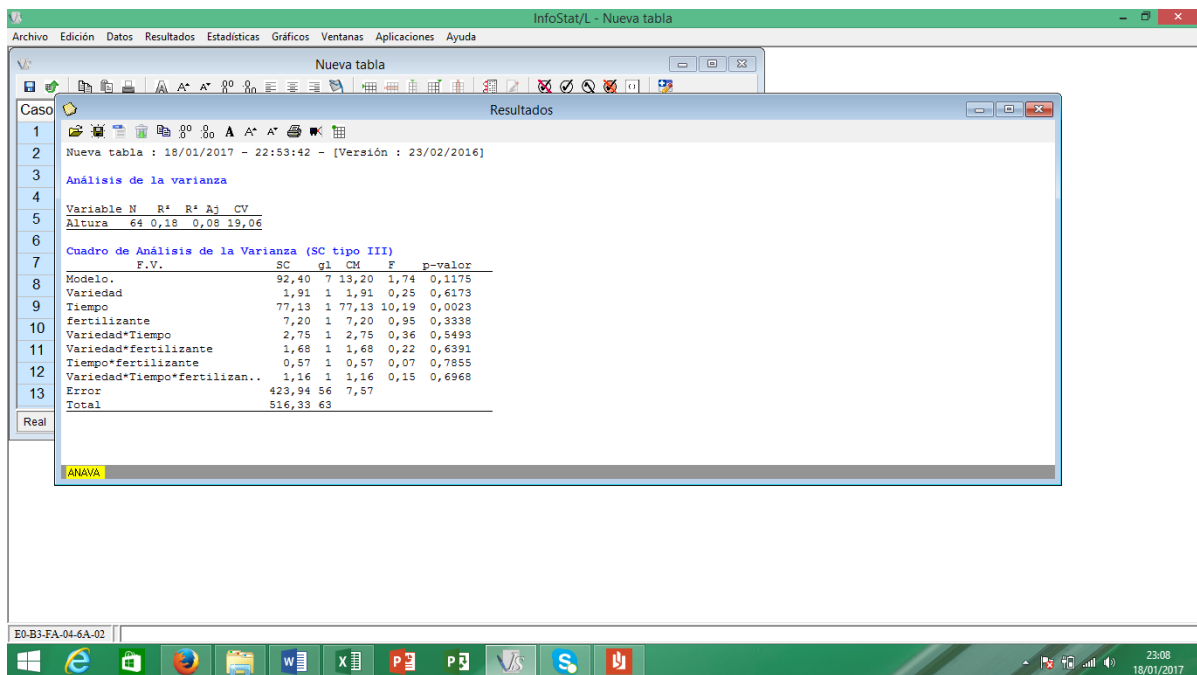 InfoStat/L - Nueva tabla
Archivo Edición Datos Resultados Estadísticas Gráficos Ventanas Aplicaciones Ayuda
Nueva tabla
Caso
Resultados
1
2
3
4
5
6
7
8
9
10
11
12
13
Real
Nueva tabla : 18/01/2017 - 22:53:42 - [Versión : 23/02/2016]
Análisis de la varianza
Variable N R² R² Aj CV
Altura 64 0,18 0,08 19,06
Cuadro de Análisis de la Varianza (SC tipo III)
F.V. SC gl CM F p-valor
Modelo. 92,40 7 13,20 1,74 0,1175
Variedad 1,91 1 1,91 0,25 0,6173
Tiempo 77,13 1 77,13 10,19 0,0023
fertilizante 7,20 1 7,20 0,95 0,3338
Variedad*Tiempo 2,75 1 2,75 0,36 0,5493
Variedad*fertilizante 1,68 1 1,68 0,22 0,6391
Tiempo*fertilizante 0,57 1 0,57 0,07 0,7855
Variedad*Tiempo*fertilizan.. 1,16 1 1,16 0,15 0,6968
Error 423,94 56 7,57
Total 516,33 63
ANAVA
E0-B3-FA-04-6A-02
23:08
18/01/2017